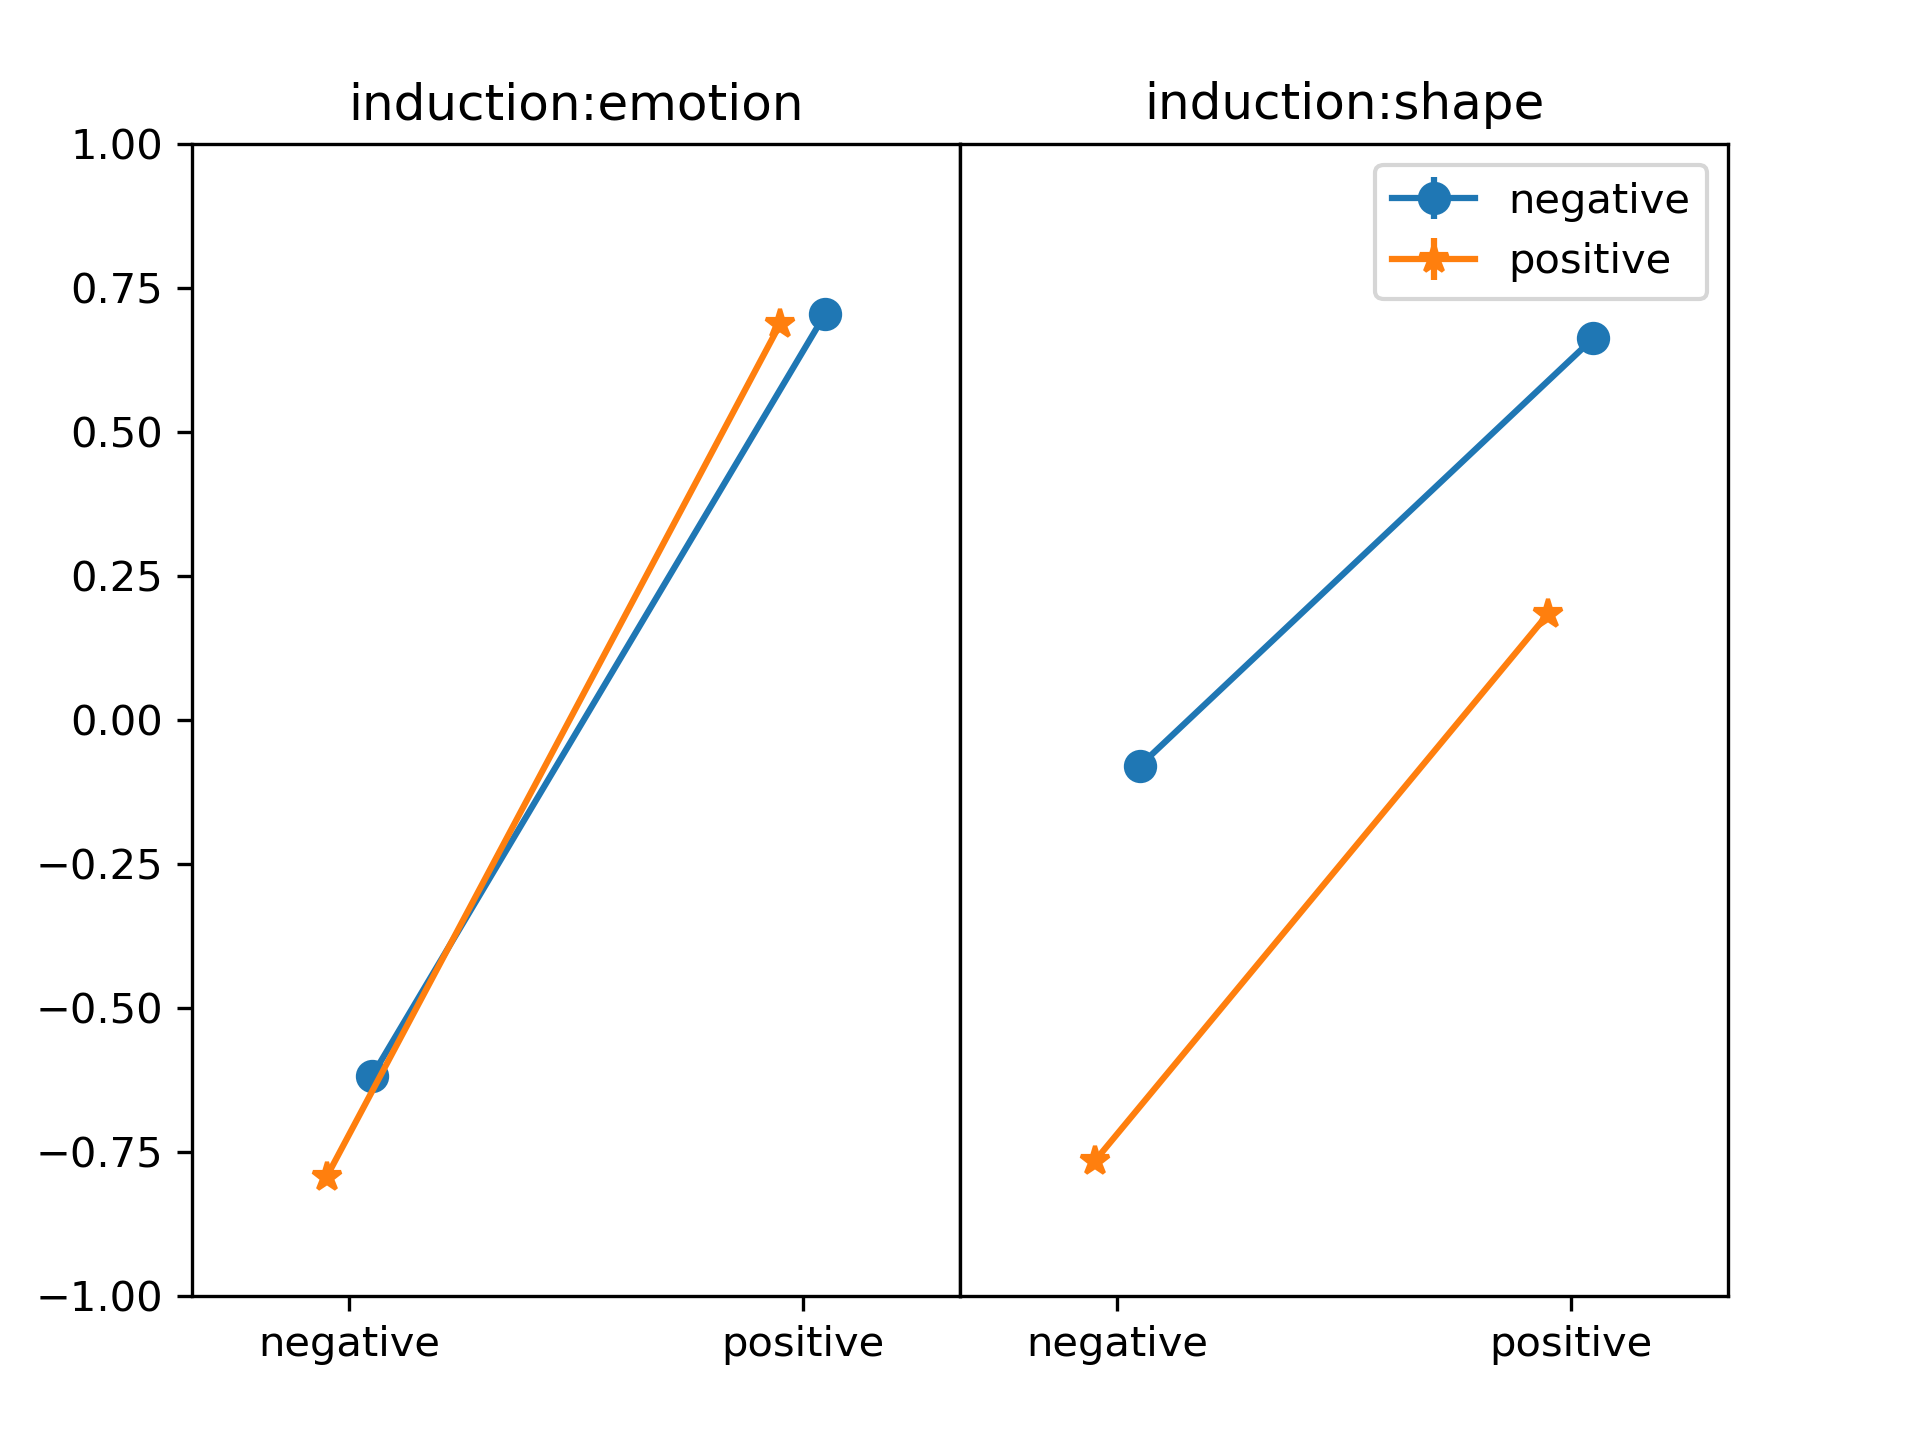 induction:emotion
induction:shape
1.00
0.75
0.50
0.25
0.00
−0.25
−0.50
−0.75
−1.00
negative
positive
negative
positive
negative
positive